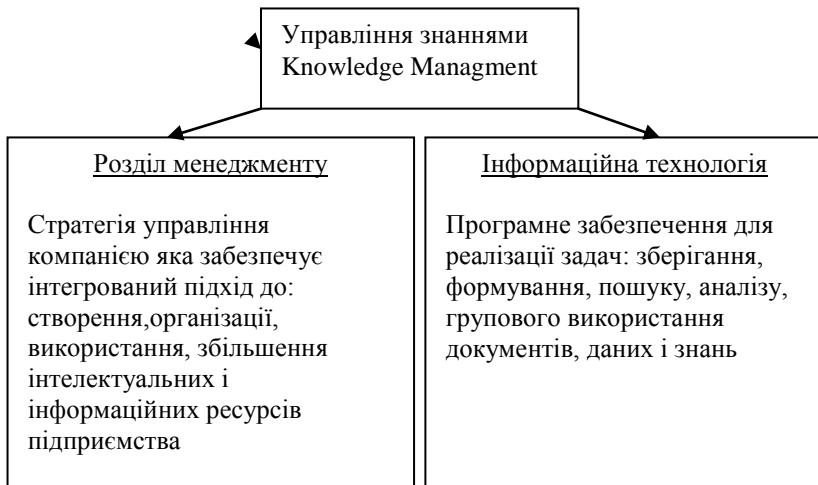 Управління знаннями
Knowledge Managment
Розділ менеджменту
Стратегія управління
компанією яка забезпечує
інтегрований підхід до:
створення,організації,
використання, збільшення
інтелектуальних і
інформаційних ресурсів
підприємства
Інформаційна технологія
Програмне забезпечення для
реалізації задач: зберігання,
формування, пошуку, аналізу,
групового використання
документів, даних і знань